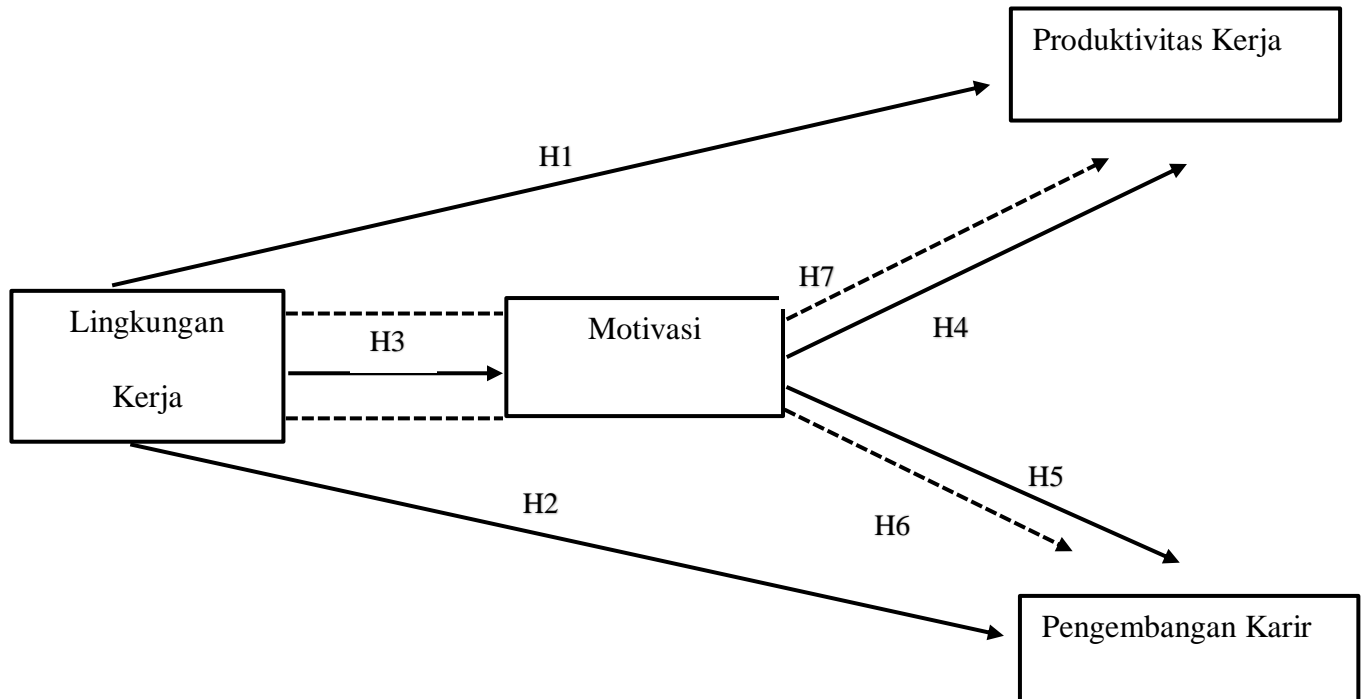 Produktivitas Kerja
H1
H7
Lingkungan
Kerja
H3
Motivasi
H4
H5
H2
H6
Pengembangan Karir